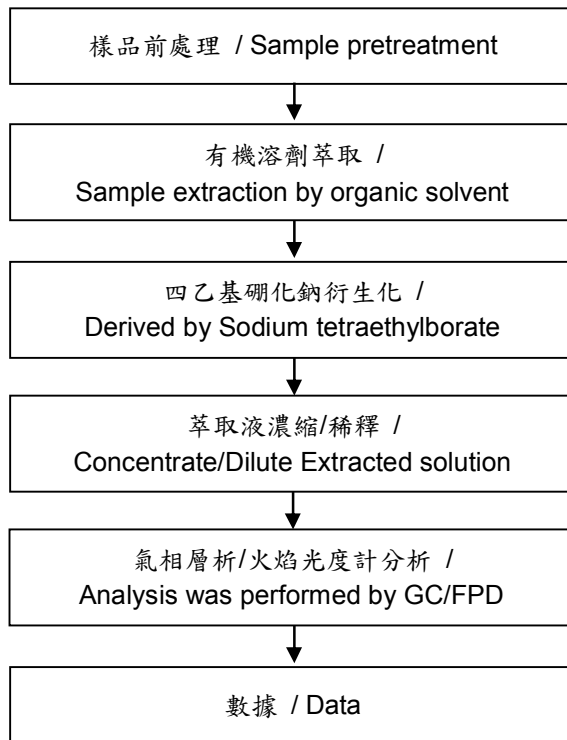 樣品前處理 / Sample pretreatment
有機溶劑萃取 /
Sample extraction by organic solvent
四乙基硼化鈉衍生化 /
Derived by Sodium tetraethylborate
萃取液濃縮/稀釋 /
Concentrate/Dilute Extracted solution
氣相層析/火焰光度計分析 /
Analysis was performed by GC/FPD
數據 / Data